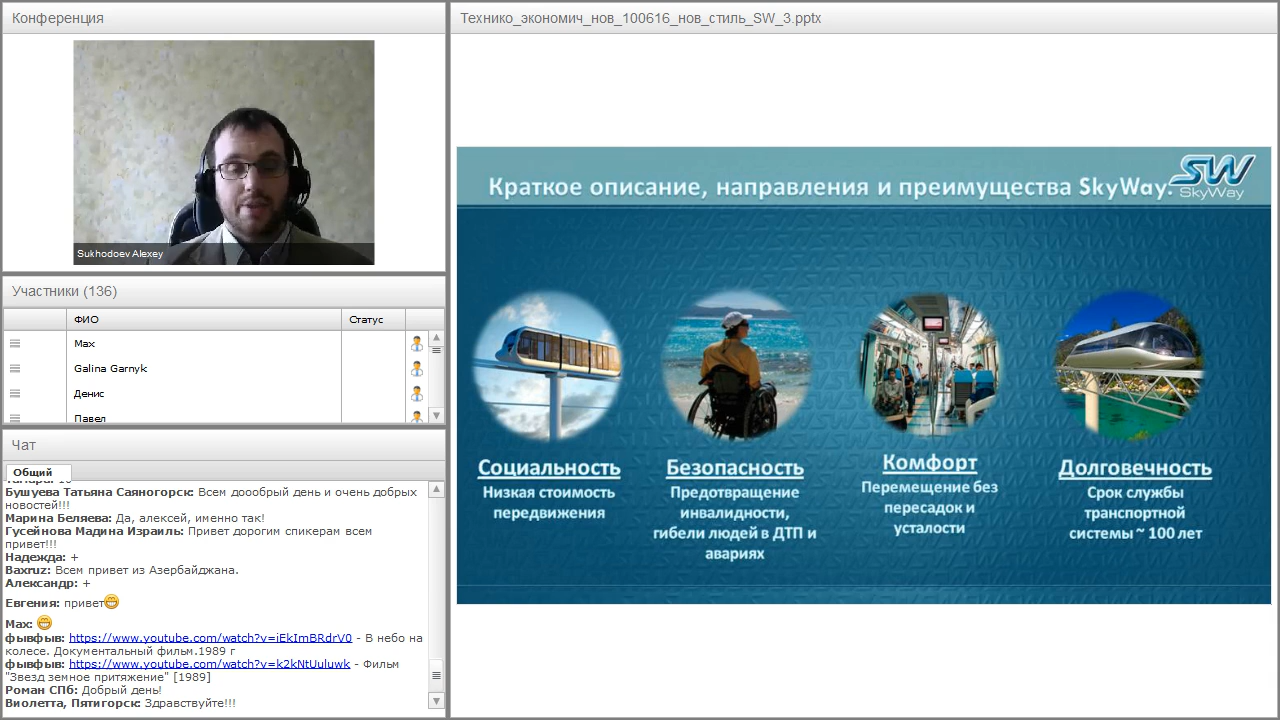 Конференция
Sukhodoev Alexey
Участники (136)
ФИО
Статус
Max
Galina Garnyk
Денис
Павел
Чат
Общий
Бушуева Татьяна Саяногорск: Всем доообрый день и очень добрых
новостей!!!
Марина Беляева: Да, алексей, именно так!
Гусейнова Мадина Израиль: Привет дорогим спикерам всем
привет!!!
Надежда: +
Baxruz: Всем привет из Азербайджана.
Александр: +
Евгения: привет
Max:
фывфыв: https://www.youtube.com/watch?v=iEkImBRdrV0 - В небо на
колесе. Документальный фильм.1989 г
фывфыв: https://www.youtube.com/watch?v=k2kNtUuluwk - Фильм
"Звезд земное притяжение" [1989]
Роман СПб: Добрый день!
Виолетта, Пятигорск: Здравствуйте!!!
Технико_экономич_нов_100616_нов_стиль_SW_3.pptx
Краткое описание, направления и преимущества SkyWay.
SW
SkyWay
Социальность
Низкая стоимость
передвижения
Безопасность
Предотвращение
инвалидности,
гибели людей в ДТП и
авариях
Комфорт
Перемещение без
пересадок и
усталости
Долговечность
Срок службы
транспортной
системы ~ 100 лет